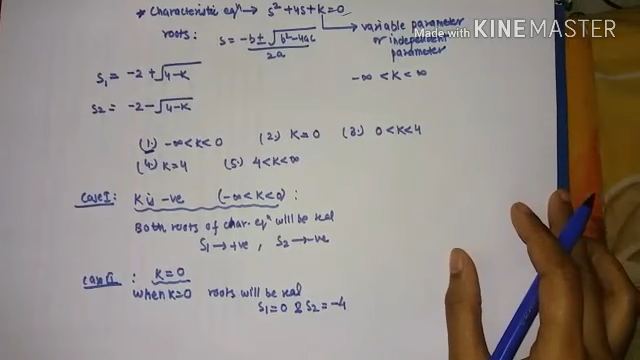 * Characteristic eqⁿ → s² + 4s + k = 0
Made with KINEMASTER
roots: s = -b ± √b² - 4ac / 2a
→ variable parameter
or independent
parameter
s₁ = -2 + √4-k
-∞ < k < ∞
s₂ = -2 - √4-k
(1.) -∞ < k < 0 (2.) k = 0 (3.) 0 < k < 4
(4.) k = 4 (5.) 4 < k < ∞
Case I: K is -ve (-∞ < k < 0) :
Both roots of char. eqⁿ will be real
s₁ → +ve , s₂ → -ve
Case II : k = 0
when k=0 roots will be real
s₁ = 0 & s₂ = -4